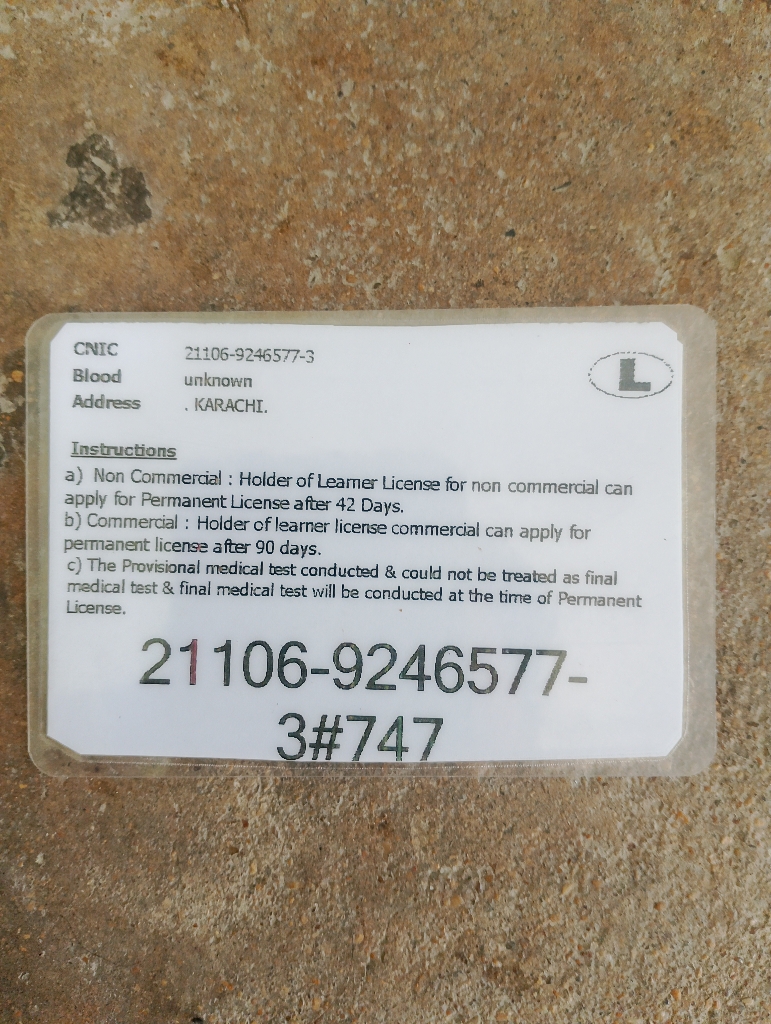 CNIC 21106-9246577-3
Blood unknown
Address . KARACHI.
L
Instructions
a) Non Commercial : Holder of Learner License for non commercial can
apply for Permanent License after 42 Days.
b) Commercial : Holder of learner license commercial can apply for
permanent license after 90 days.
c) The Provisional medical test conducted & could not be treated as final
medical test & final medical test will be conducted at the time of Permanent
License.
21106-9246577-
3#747